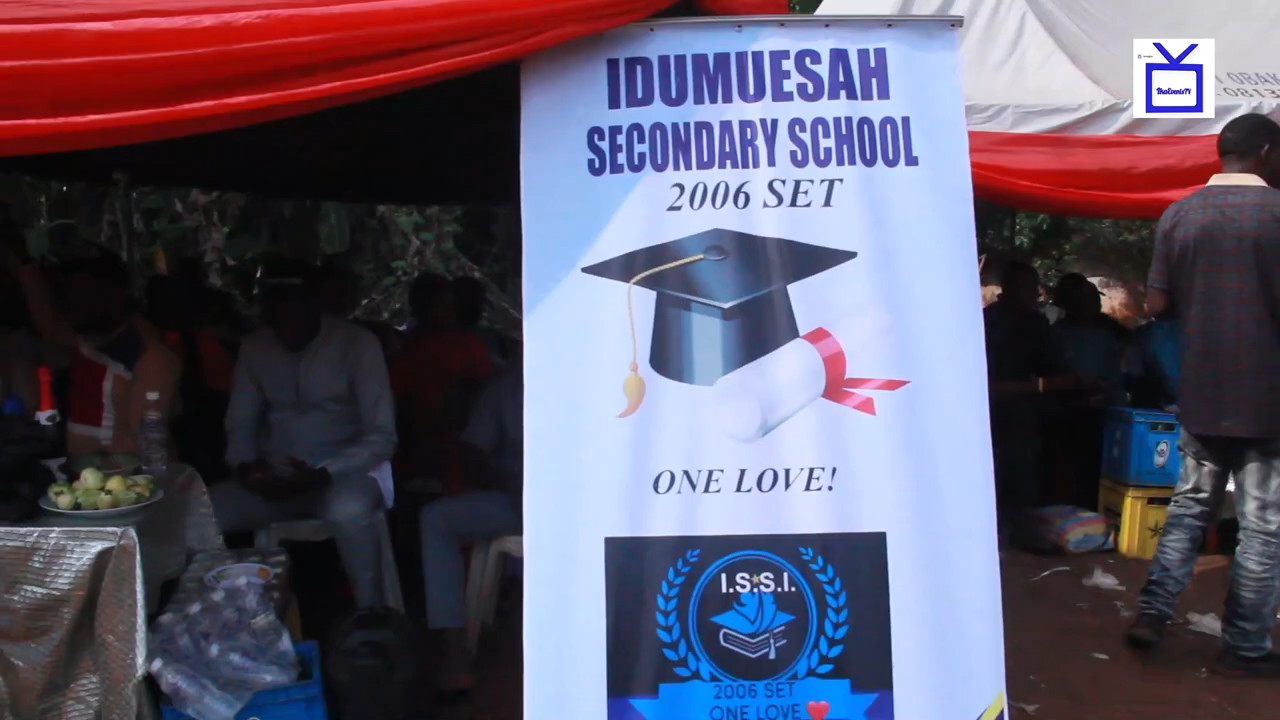 IDUMUESAH
SECONDARY SCHOOL
2006 SET
ONE LOVE!
I.S.S.I.
2006 SET
ONE LOVE